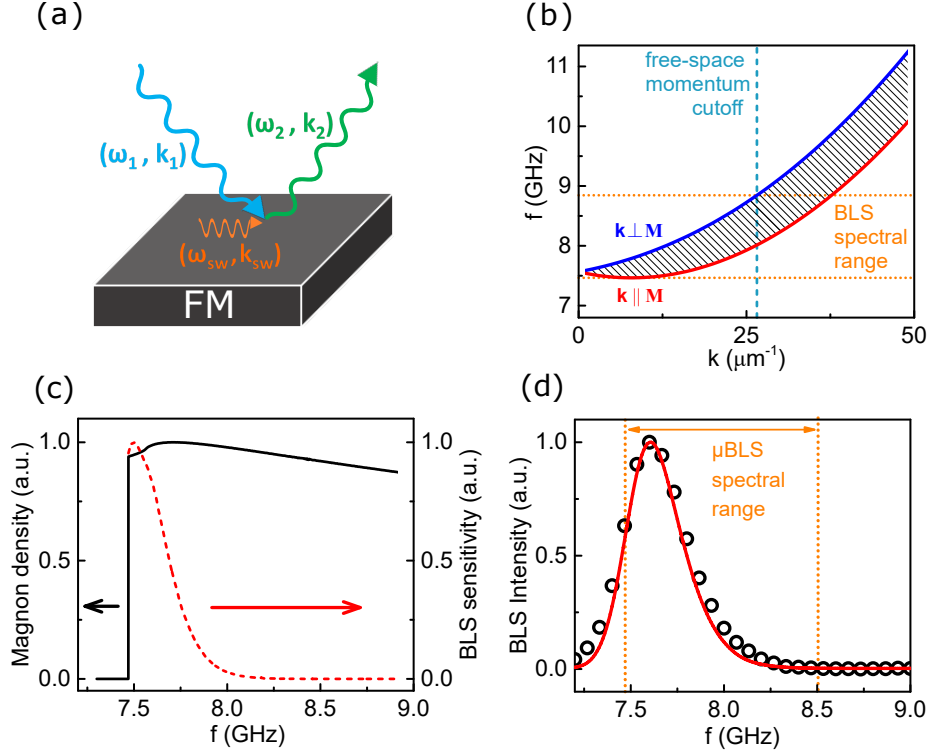 (a)
(ω1, k1)
(ω2, k2)
(ωsw, ksw)
FM
(b)
f (GHz)
11
10
9
8
7
free-space
momentum
cutoff
k⊥M
k || M
BLS
spectral
range
0
25
50
k (μm⁻¹)
(c)
Magnon density (a.u.)
1.0
0.5
0.0
1.0
0.5
0.0
BLS sensitivity (a.u.)
7.5
8.0
8.5
9.0
f (GHz)
(d)
BLS Intensity (a.u.)
1.0
0.5
0.0
μBLS
spectral
range
7.5
8.0
8.5
9.0
f (GHz)